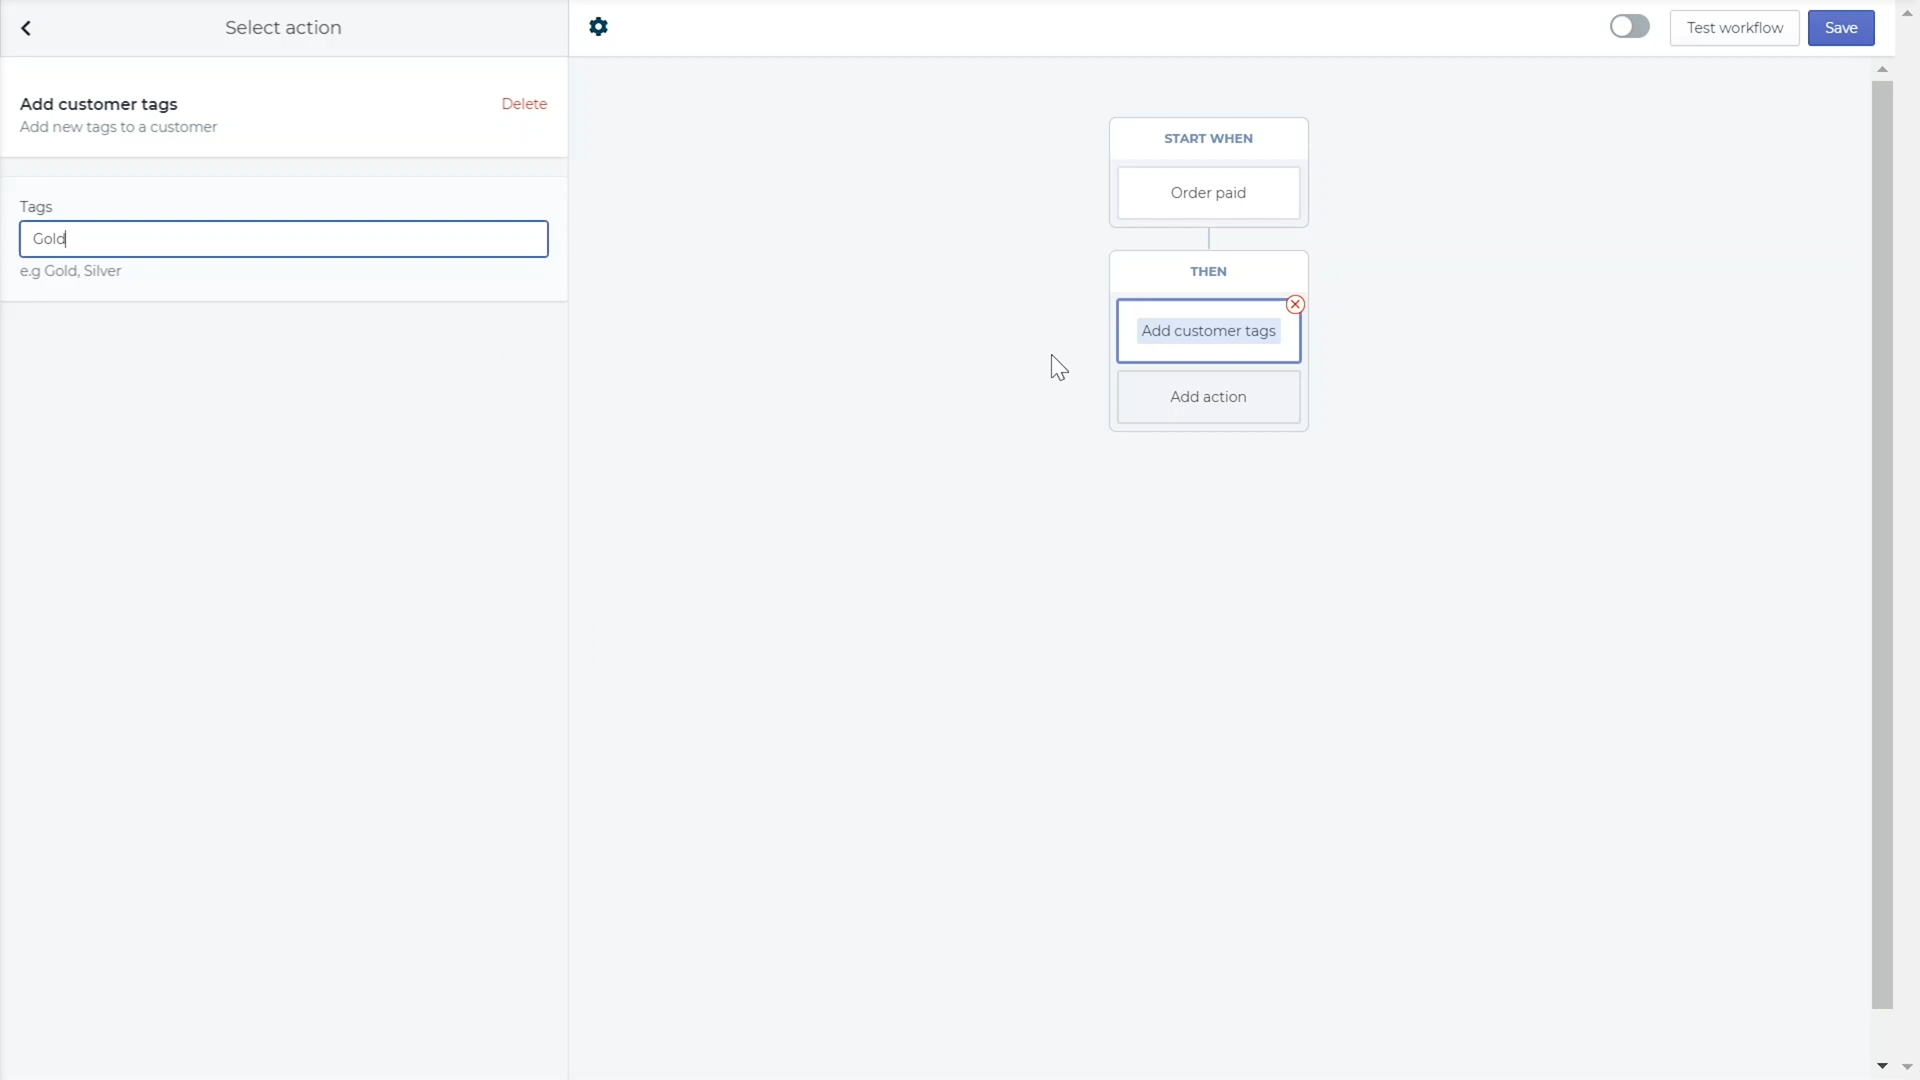 Select action
Test workflow
Save
Add customer tags
Delete
Add new tags to a customer
Tags
Gold
e.g Gold, Silver
START WHEN
Order paid
THEN
Add customer tags
Add action